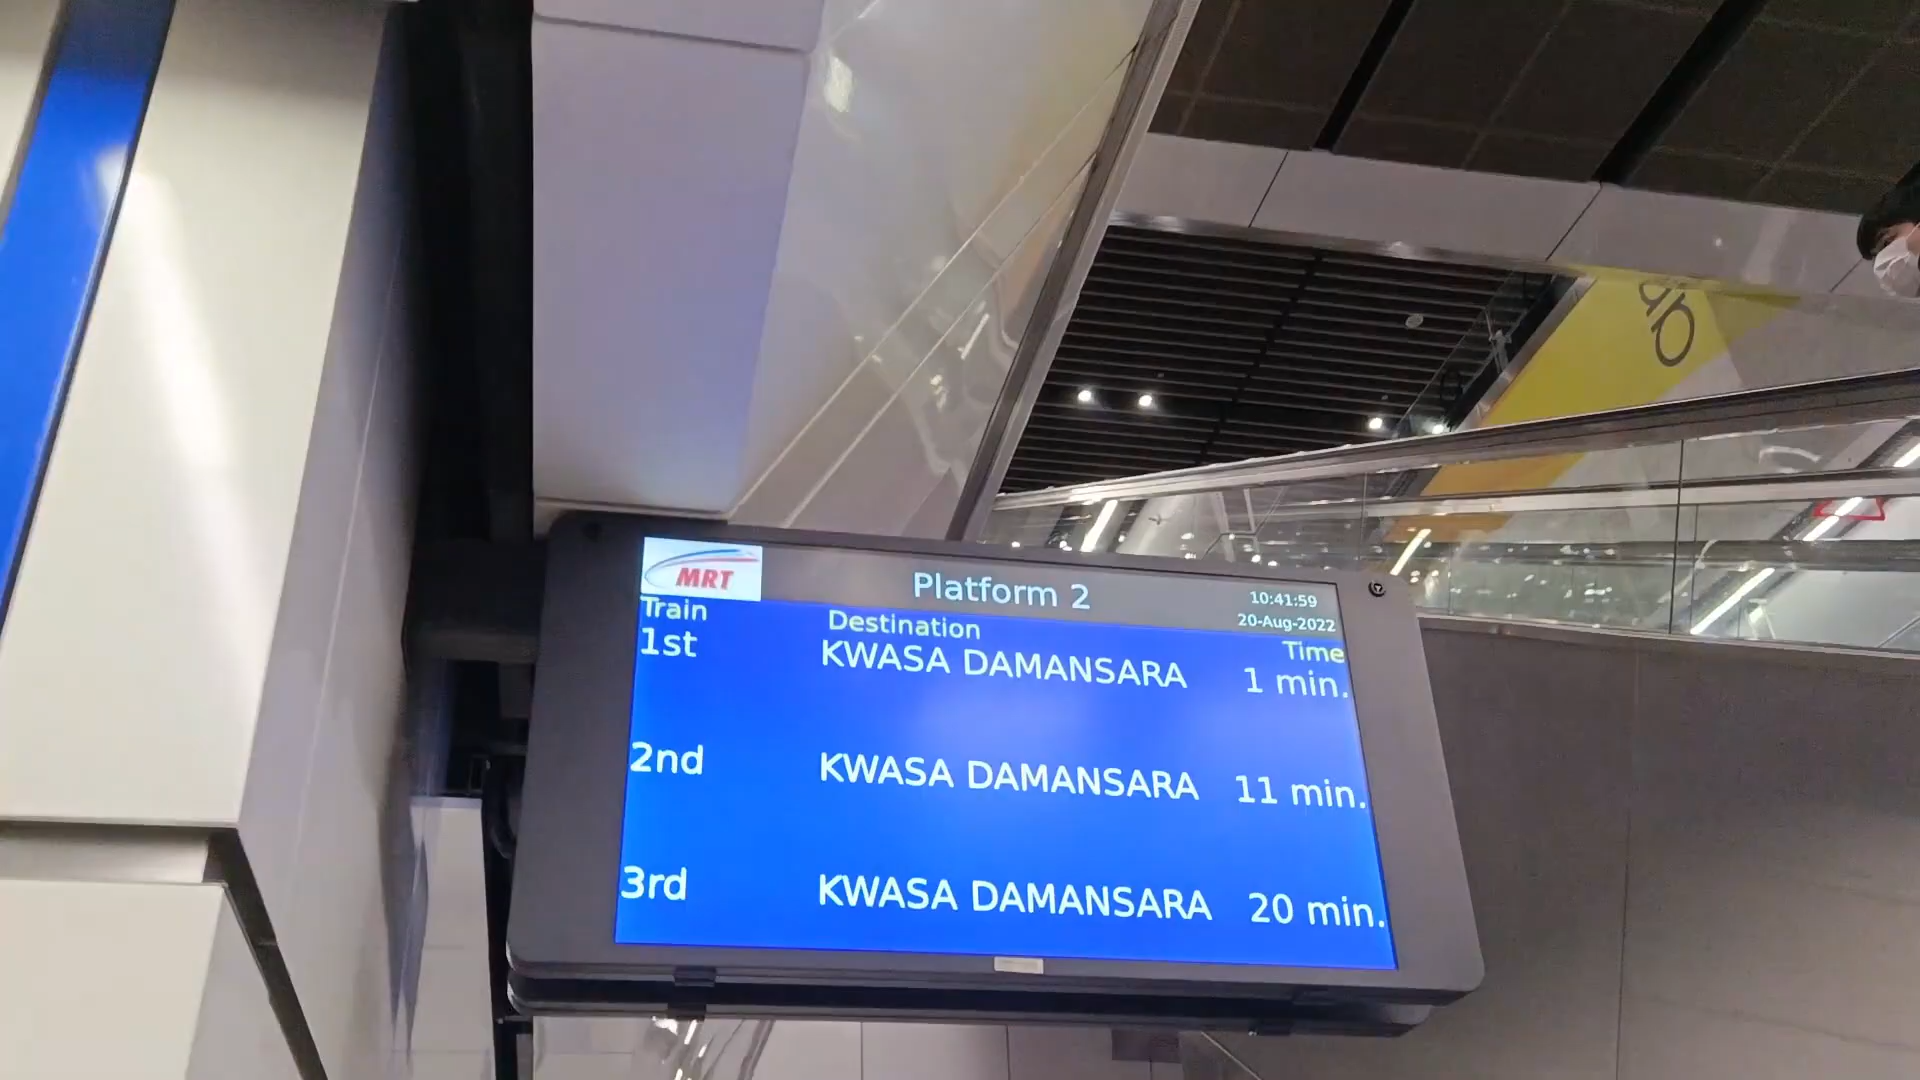 MRT
Platform 2
10:41:59
20-Aug-2022
Train Destination Time
1st KWASA DAMANSARA 1 min.
2nd KWASA DAMANSARA 11 min.
3rd KWASA DAMANSARA 20 min.